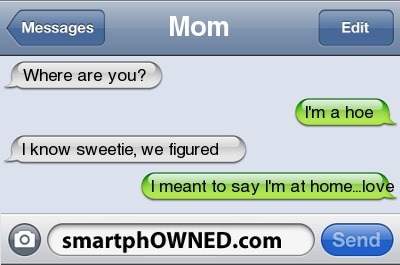 Messages Mom Edit
Where are you?
I'm a hoe
I know sweetie, we figured
I meant to say I'm at home...love
smartphOWNED.com Send